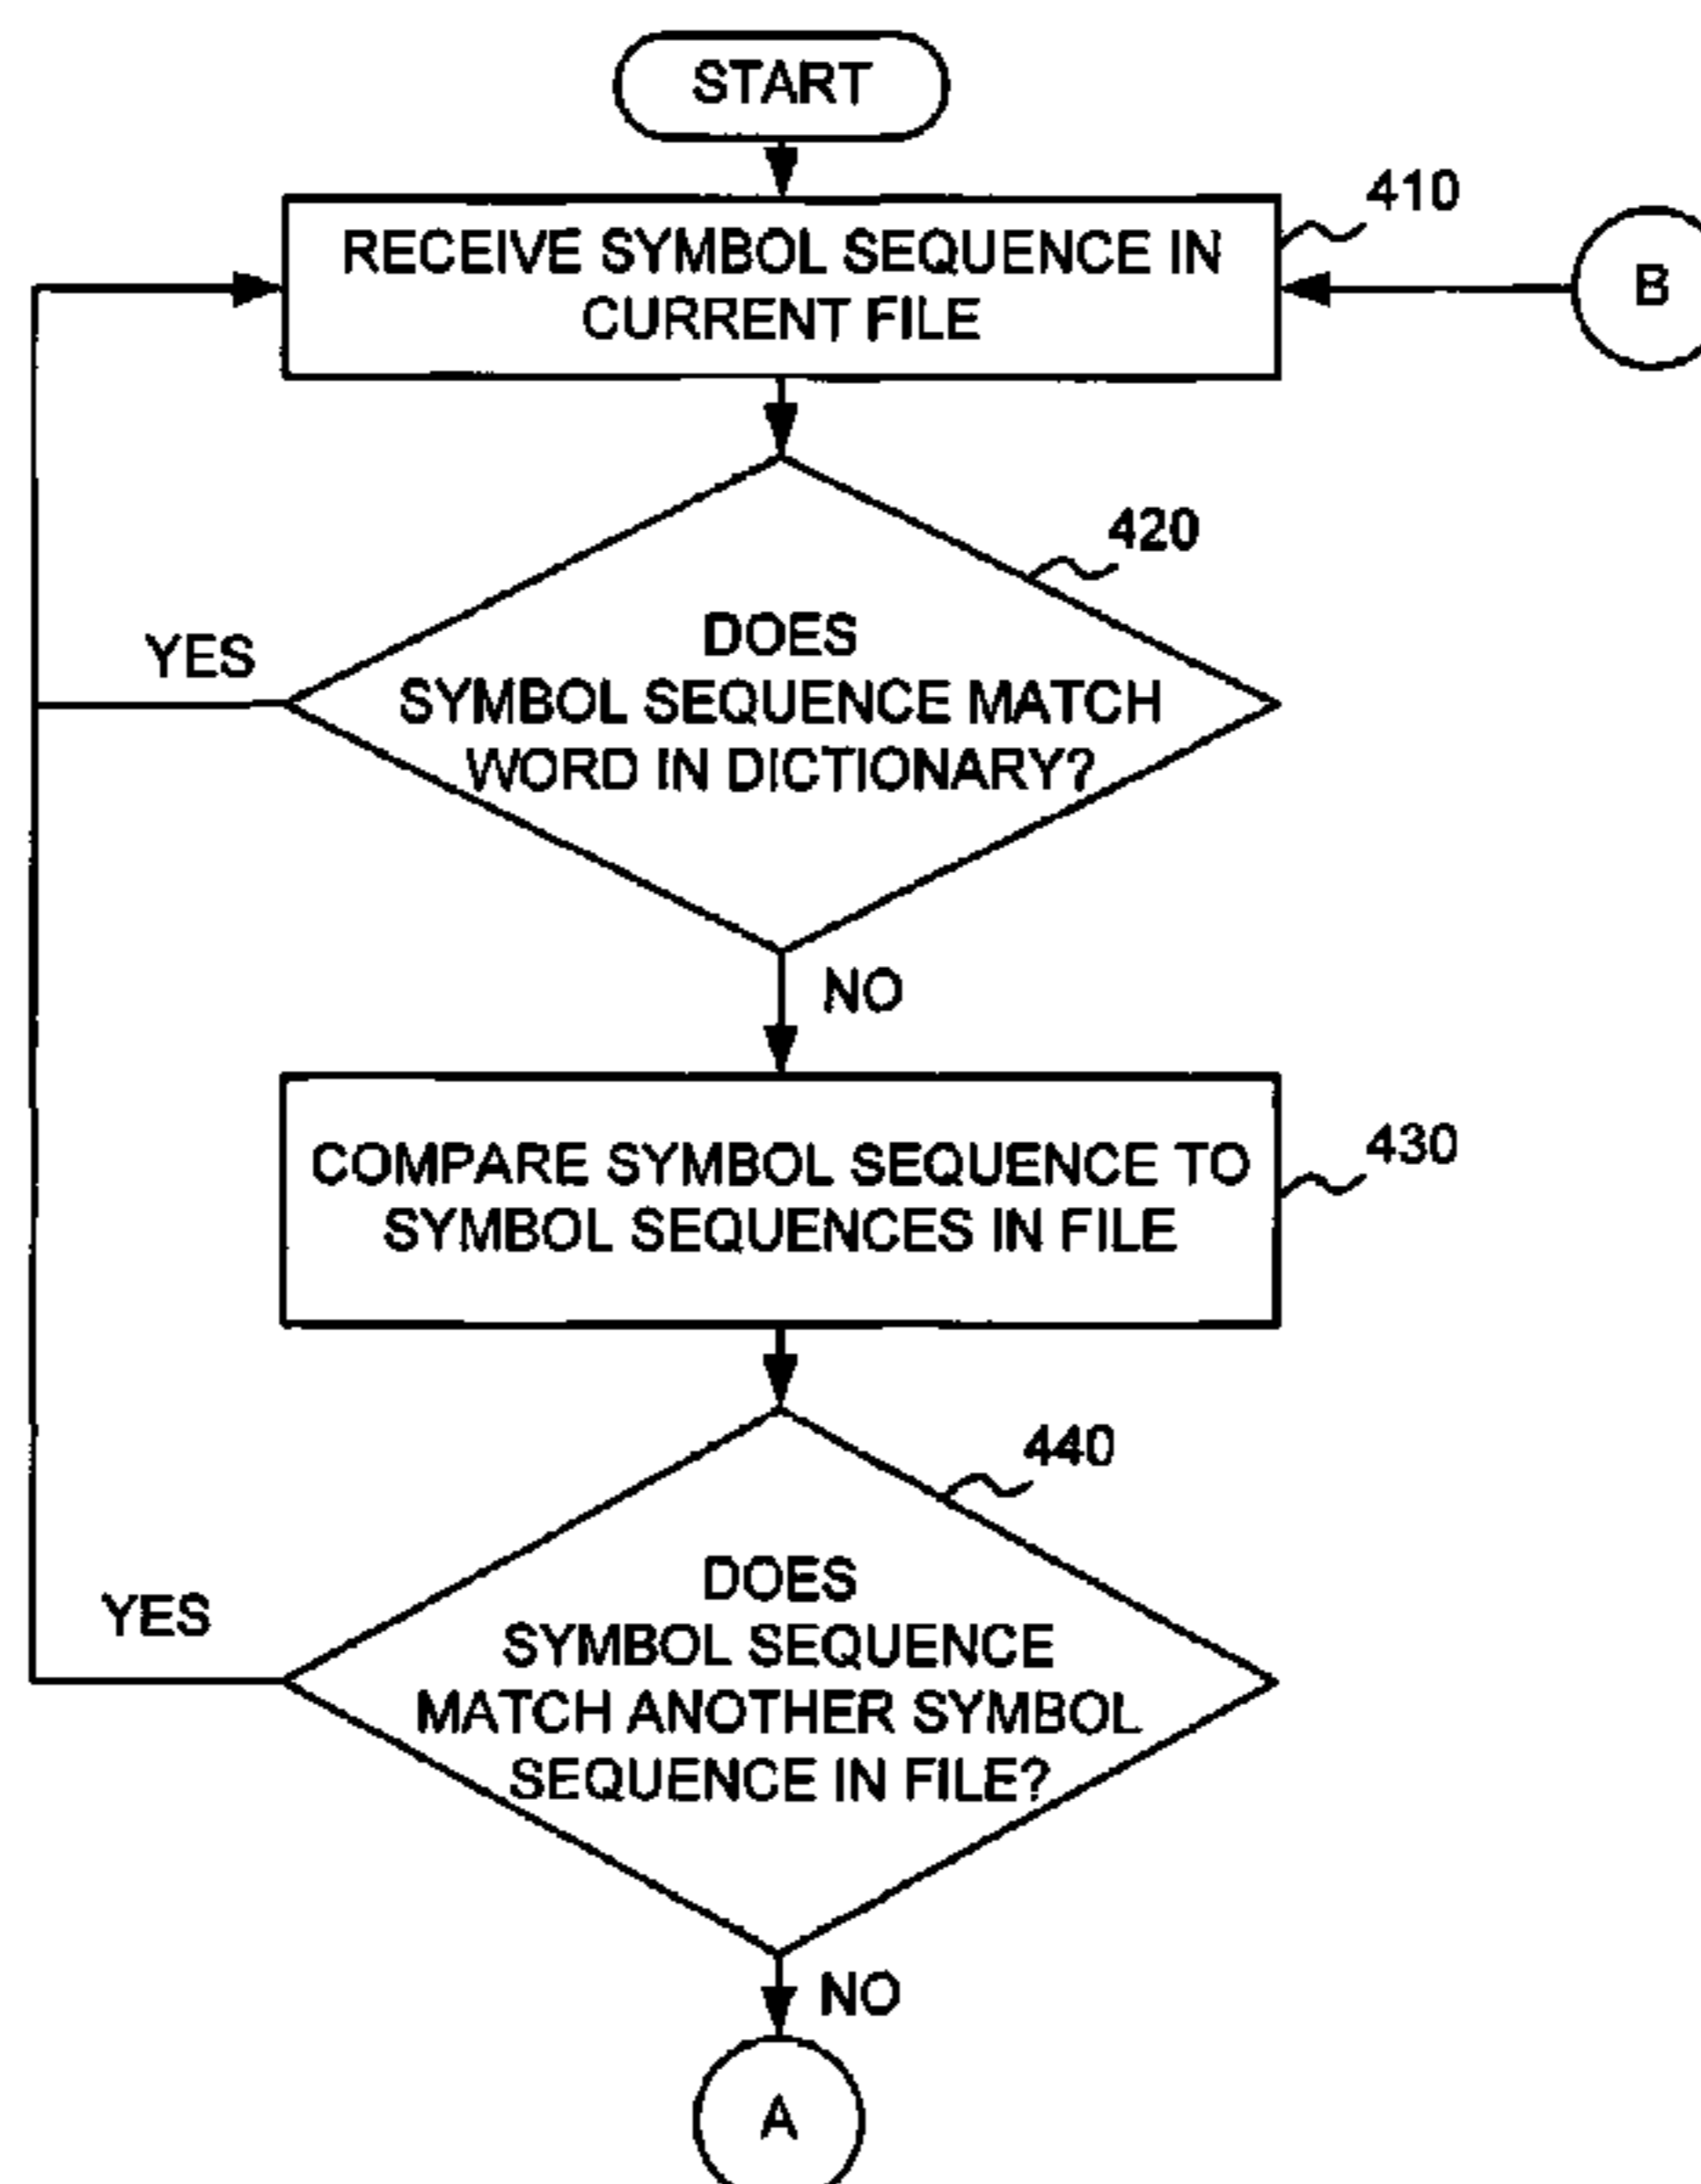 START
410
RECEIVE SYMBOL SEQUENCE IN
CURRENT FILE
B
420
DOES
SYMBOL SEQUENCE MATCH
WORD IN DICTIONARY?
YES
NO
430
COMPARE SYMBOL SEQUENCE TO
SYMBOL SEQUENCES IN FILE
440
DOES
SYMBOL SEQUENCE
MATCH ANOTHER SYMBOL
SEQUENCE IN FILE?
YES
NO
A